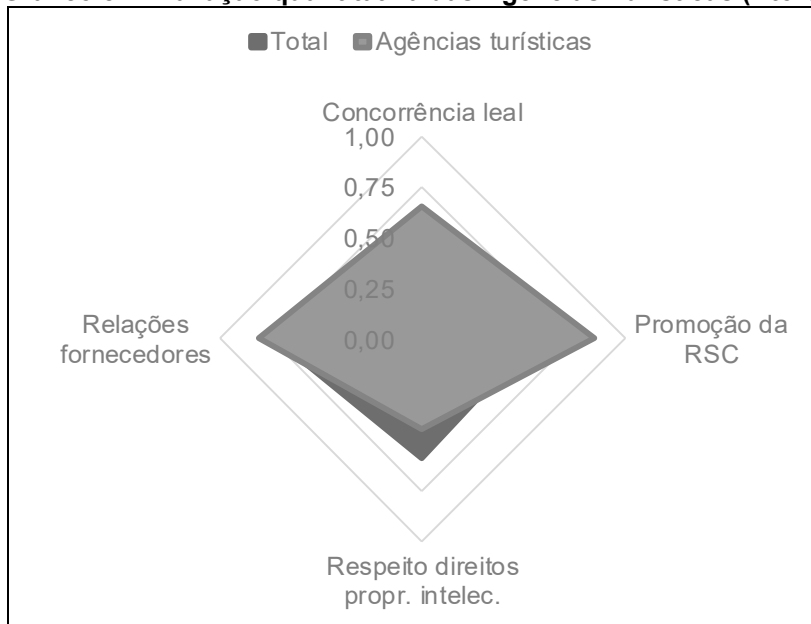 Total Agências turísticas
Concorrência leal
1,00
0,75
0,50
0,25
0,00
Relações
fornecedores
Promoção da
RSC
Respeito direitos
propr. intelec.